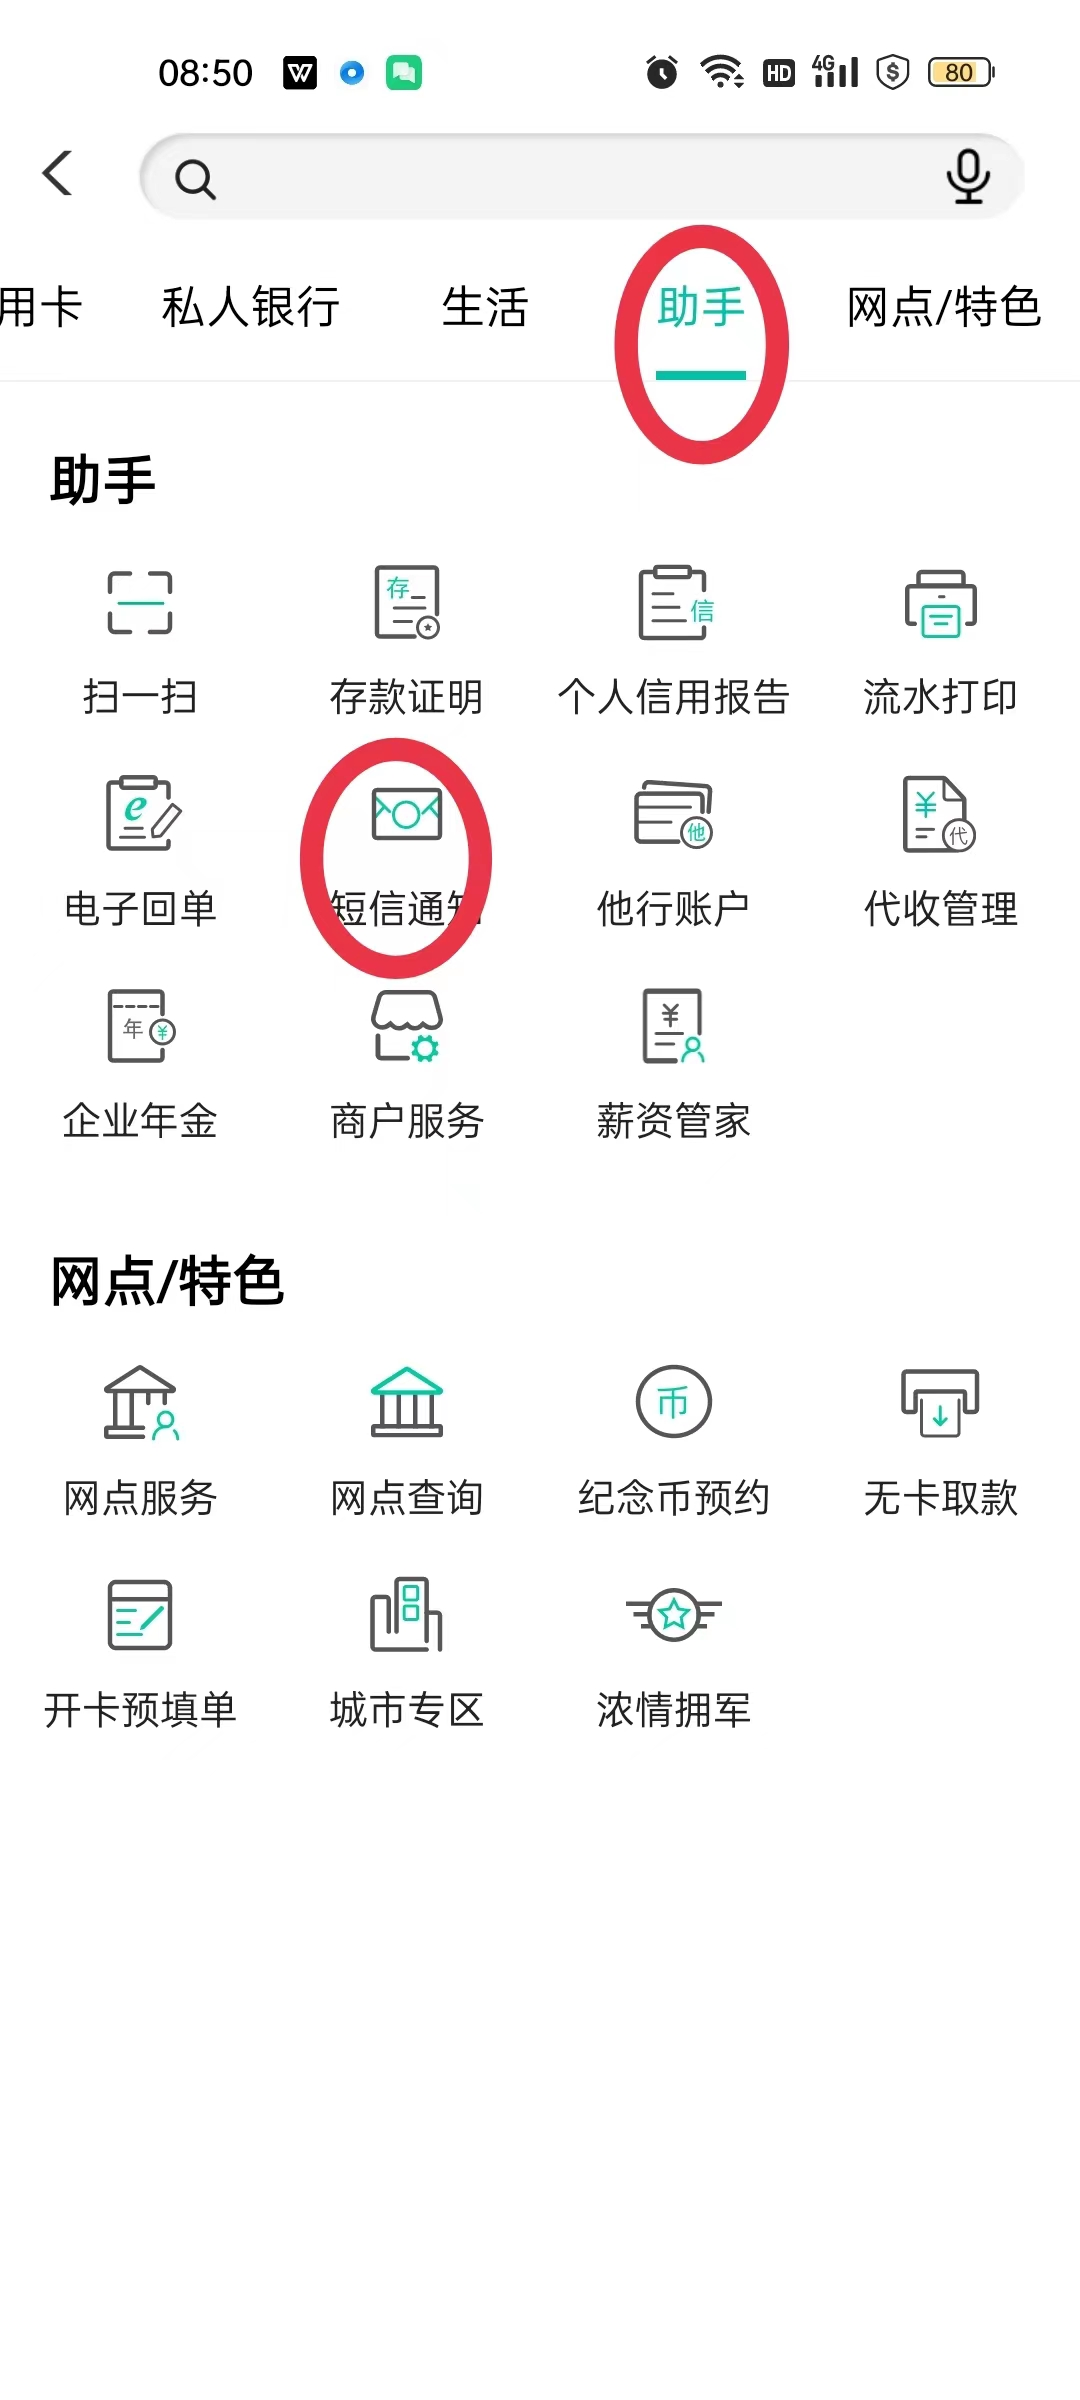 08:50 HD 4G 80
用卡 私人银行 生活 助手 网点/特色
助手
存 信
扫一扫 存款证明 个人信用报告 流水打印
e 他 ¥ 代
电子回单 短信通知 他行账户 代收管理
年 ¥ ¥
企业年金 商户服务 薪资管家
网点/特色
币
网点服务 网点查询 纪念币预约 无卡取款
开卡预填单 城市专区 浓情拥军